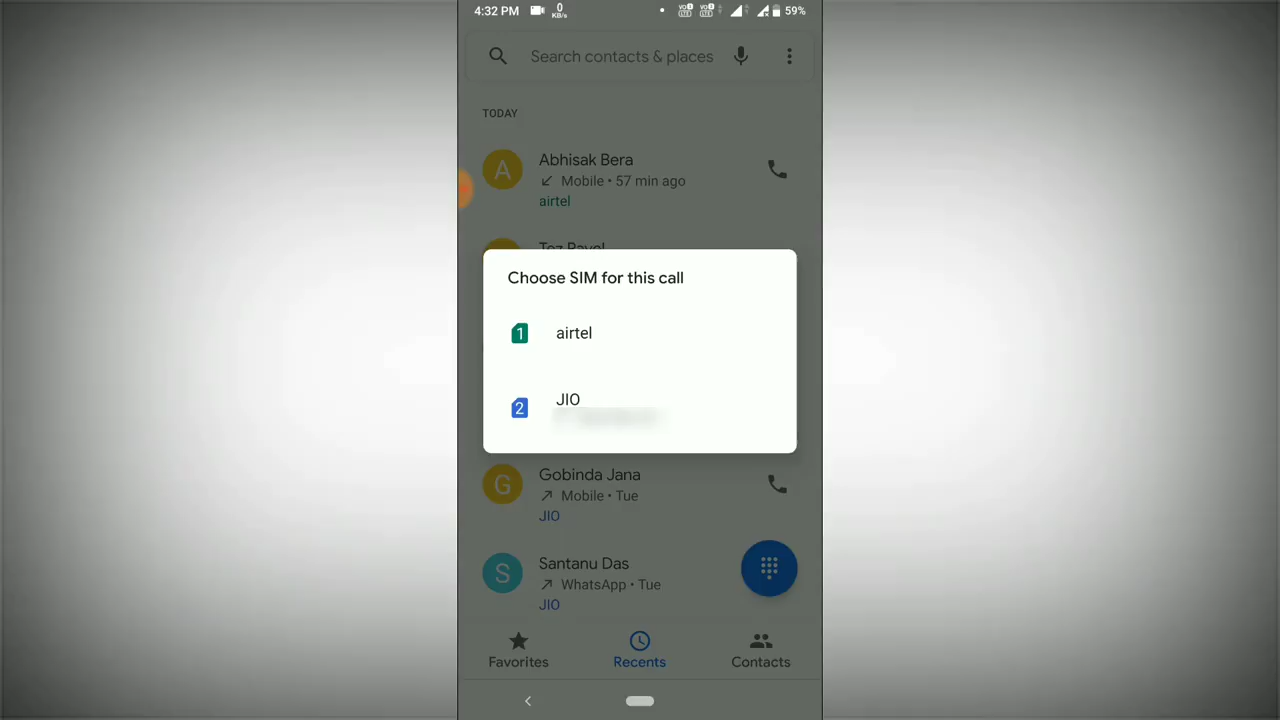 4:32 PM
0
KB/s
59%
Search contacts & places
TODAY
A
Abhisak Bera
Mobile • 57 min ago
airtel
Choose SIM for this call
1
airtel
2
JIO
G
Gobinda Jana
Mobile • Tue
JIO
S
Santanu Das
WhatsApp • Tue
JIO
Favorites
Recents
Contacts